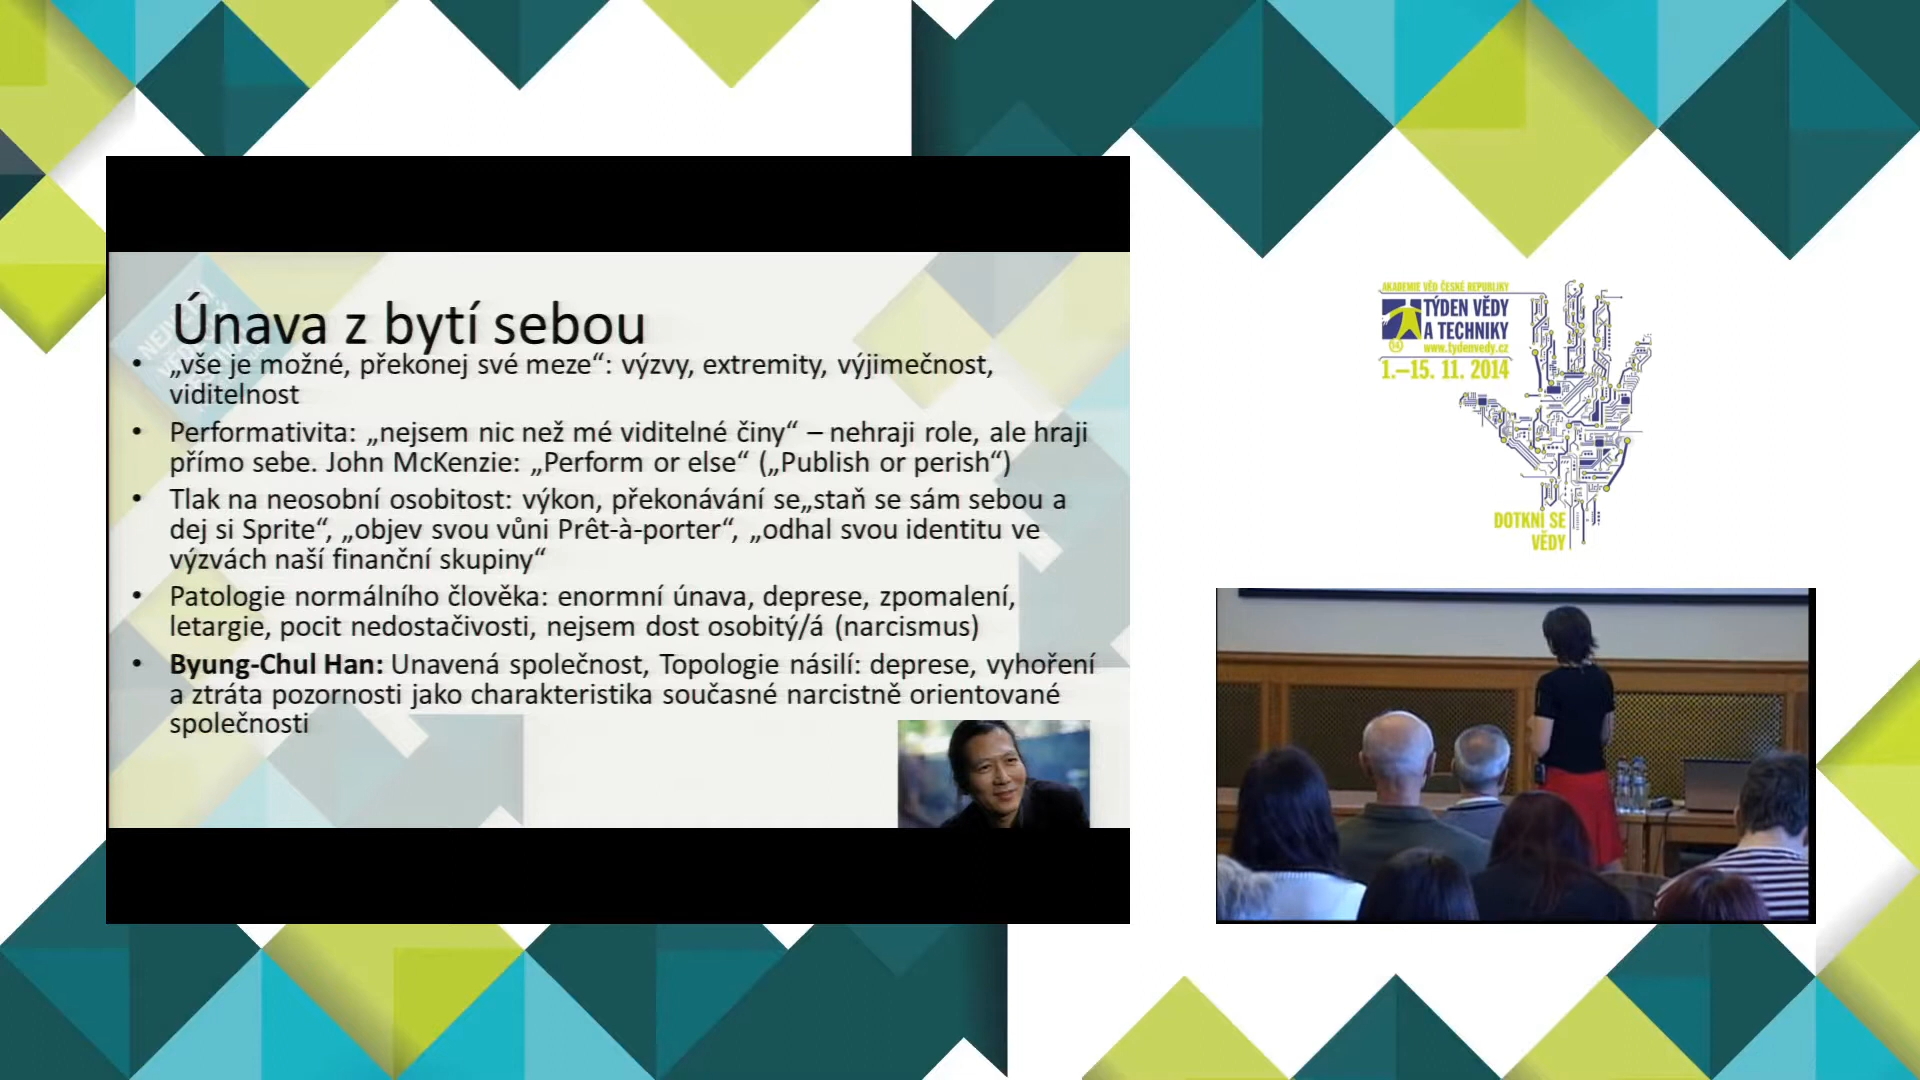 Únava z bytí sebou
• „vše je možné, překonej své meze“: výzvy, extremity, výjimečnost,
viditelnost
• Performativita: „nejsem nic než mé viditelné činy“ – nehraji role, ale hraji
přímo sebe. John McKenzie: „Perform or else“ („Publish or perish“)
• Tlak na neosobní osobitost: výkon, překonávání se„staň se sám sebou a
dej si Sprite“, „objev svou vůni Prêt-à-porter“, „odhal svou identitu ve
výzvách naší finanční skupiny“
• Patologie normálního člověka: enormní únava, deprese, zpomalení,
letargie, pocit nedostačivosti, nejsem dost osobitý/á (narcismus)
• Byung-Chul Han: Unavená společnost, Topologie násilí: deprese, vyhoření
a ztráta pozornosti jako charakteristika současné narcistně orientované
společnosti
AKADEMIE VĚD ČESKÉ REPUBLIKY
TÝDEN VĚDY
A TECHNIKY
www.tydenvedy.cz
1.–15. 11. 2014
DOTKNI SE
VĚDY